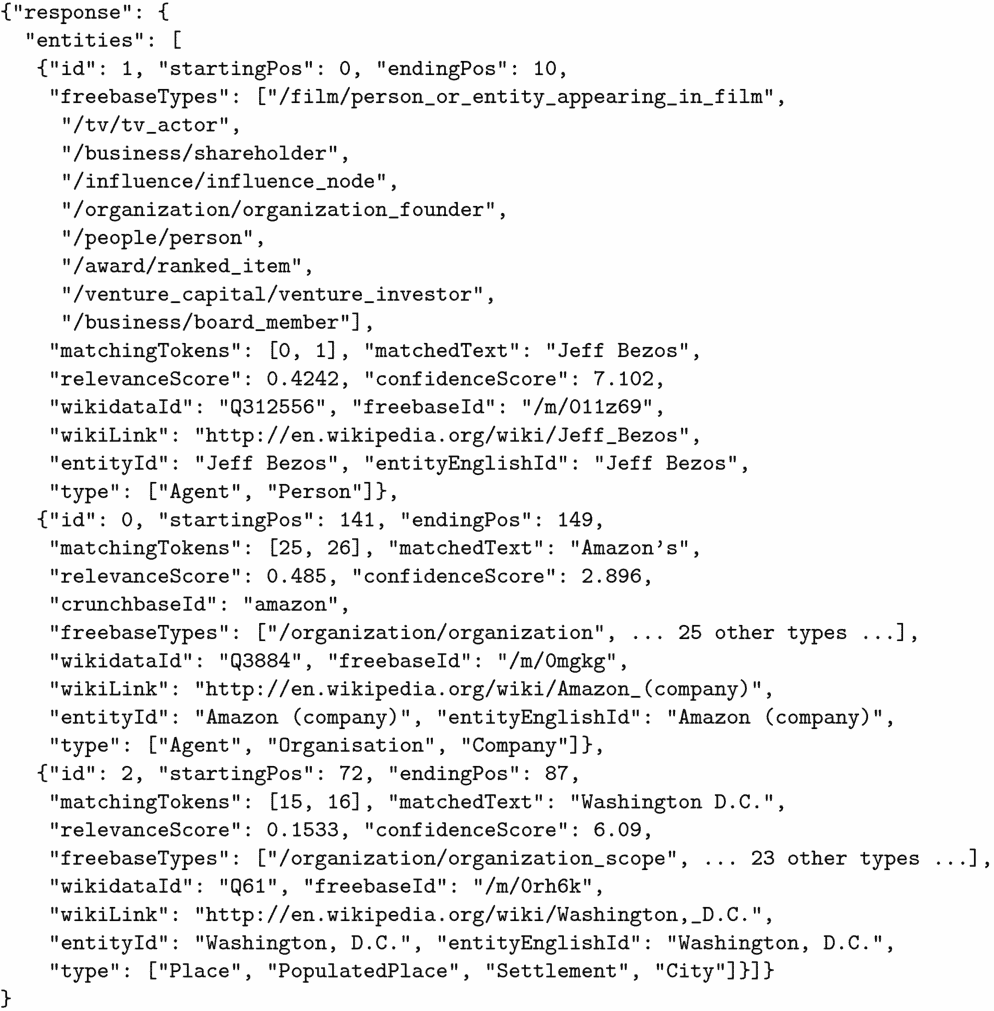 {"response": {
  "entities": [
   {"id": 1, "startingPos": 0, "endingPos": 10,
    "freebaseTypes": ["/film/person_or_entity_appearing_in_film",
     "/tv/tv_actor",
     "/business/shareholder",
     "/influence/influence_node",
     "/organization/organization_founder",
     "/people/person",
     "/award/ranked_item",
     "/venture_capital/venture_investor",
     "/business/board_member"],
    "matchingTokens": [0, 1], "matchedText": "Jeff Bezos",
    "relevanceScore": 0.4242, "confidenceScore": 7.102,
    "wikidataId": "Q312556", "freebaseId": "/m/011z69",
    "wikiLink": "http://en.wikipedia.org/wiki/Jeff_Bezos",
    "entityId": "Jeff Bezos", "entityEnglishId": "Jeff Bezos",
    "type": ["Agent", "Person"]},
   {"id": 0, "startingPos": 141, "endingPos": 149,
    "matchingTokens": [25, 26], "matchedText": "Amazon’s",
    "relevanceScore": 0.485, "confidenceScore": 2.896,
    "crunchbaseId": "amazon",
    "freebaseTypes": ["/organization/organization", ... 25 other types ...],
    "wikidataId": "Q3884", "freebaseId": "/m/0mgkg",
    "wikiLink": "http://en.wikipedia.org/wiki/Amazon_(company)",
    "entityId": "Amazon (company)", "entityEnglishId": "Amazon (company)",
    "type": ["Agent", "Organisation", "Company"]},
   {"id": 2, "startingPos": 72, "endingPos": 87,
    "matchingTokens": [15, 16], "matchedText": "Washington D.C.",
    "relevanceScore": 0.1533, "confidenceScore": 6.09,
    "freebaseTypes": ["/organization/organization_scope", ... 23 other types ...],
    "wikidataId": "Q61", "freebaseId": "/m/0rh6k",
    "wikiLink": "http://en.wikipedia.org/wiki/Washington,_D.C.",
    "entityId": "Washington, D.C.", "entityEnglishId": "Washington, D.C.",
    "type": ["Place", "PopulatedPlace", "Settlement", "City"]}]}
}